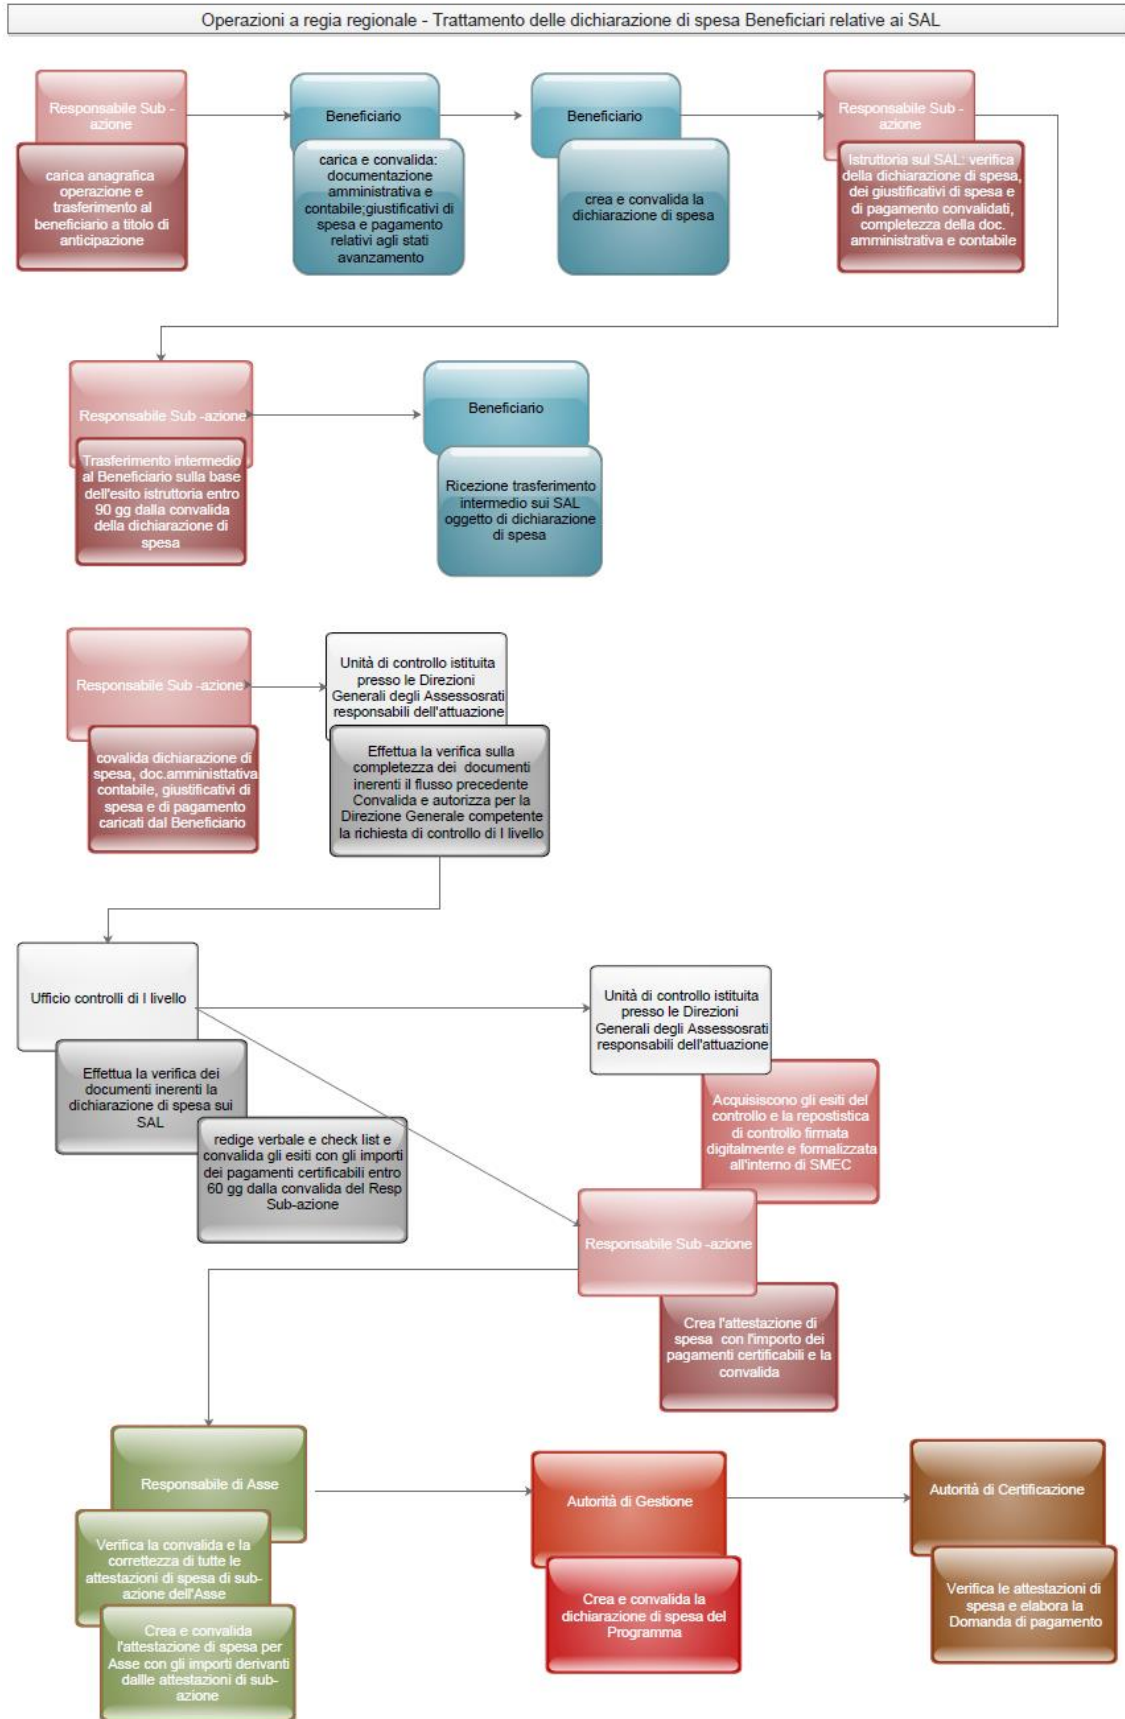 Operazioni a regia regionale - Trattamento delle dichiarazione di spesa Beneficiari relative ai SAL
Responsabile Sub -
azione
carica anagrafica
operazione e
trasferimento al
beneficiario a titolo di
anticipazione
Beneficiario
carica e convalida:
documentazione
amministrativa e
contabile;giustificativi di
spesa e pagamento
relativi agli stati
avanzamento
Beneficiario
crea e convalida la
dichiarazione di spesa
Responsabile Sub -
azione
Istruttoria sul SAL: verifica
della dichiarazione di spesa,
dei giustificativi di spesa e
di pagamento convalidati,
completezza della doc.
amministrativa e contabile
Responsabile Sub -azione
Trasferimento intermedio
al Beneficiario sulla base
dell'esito istruttoria entro
90 gg dalla convalida
della dichiarazione di
spesa
Beneficiario
Ricezione trasferimento
intermedio sui SAL
oggetto di dichiarazione
di spesa
Responsabile Sub -azione
covalida dichiarazione di
spesa, doc.amministtativa
contabile, giustificativi di
spesa e di pagamento
caricati dal Beneficiario
Unità di controllo istituita
presso le Direzioni
Generali degli Assessosrati
responsabili dell'attuazione
Effettua la verifica sulla
completezza dei documenti
inerenti il flusso precedente
Convalida e autorizza per la
Direzione Generale competente
la richiesta di controllo di I livello
Ufficio controlli di I livello
Effettua la verifica dei
documenti inerenti la
dichiarazione di spesa sui
SAL
redige verbale e check list e
convalida gli esiti con gli importi
dei pagamenti certificabili entro
60 gg dalla convalida del Resp
Sub-azione
Unità di controllo istituita
presso le Direzioni
Generali degli Assessosrati
responsabili dell'attuazione
Acquisiscono gli esiti del
controllo e la repostistica
di controllo firmata
digitalmente e formalizzata
all'interno di SMEC
Responsabile Sub -azione
Crea l'attestazione di
spesa con l'importo dei
pagamenti certificabili e la
convalida
Responsabile di Asse
Verifica la convalida e la
correttezza di tutte le
attestazioni di spesa di sub-
azione dell'Asse
Crea e convalida
l'attestazione di spesa per
Asse con gli importi derivanti
dallle attestazioni di sub-
azione
Autorità di Gestione
Crea e convalida la
dichiarazione di spesa del
Programma
Autorità di Certificazione
Verifica le attestazioni di
spesa e elabora la
Domanda di pagamento